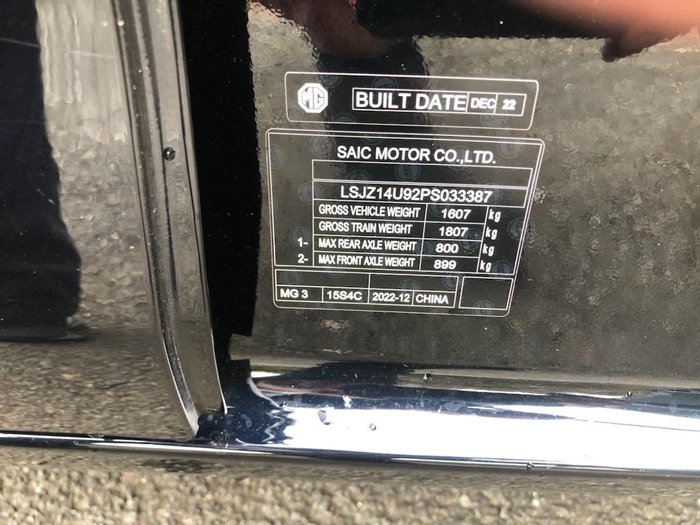 MG BUILT DATE DEC 22
SAIC MOTOR CO.,LTD.
LSJZ14U92PS033387
GROSS VEHICLE WEIGHT 1607 kg
GROSS TRAIN WEIGHT 1807 kg
1- MAX REAR AXLE WEIGHT 800 kg
2- MAX FRONT AXLE WEIGHT 899 kg
MG 3 15S4C 2022-12 CHINA